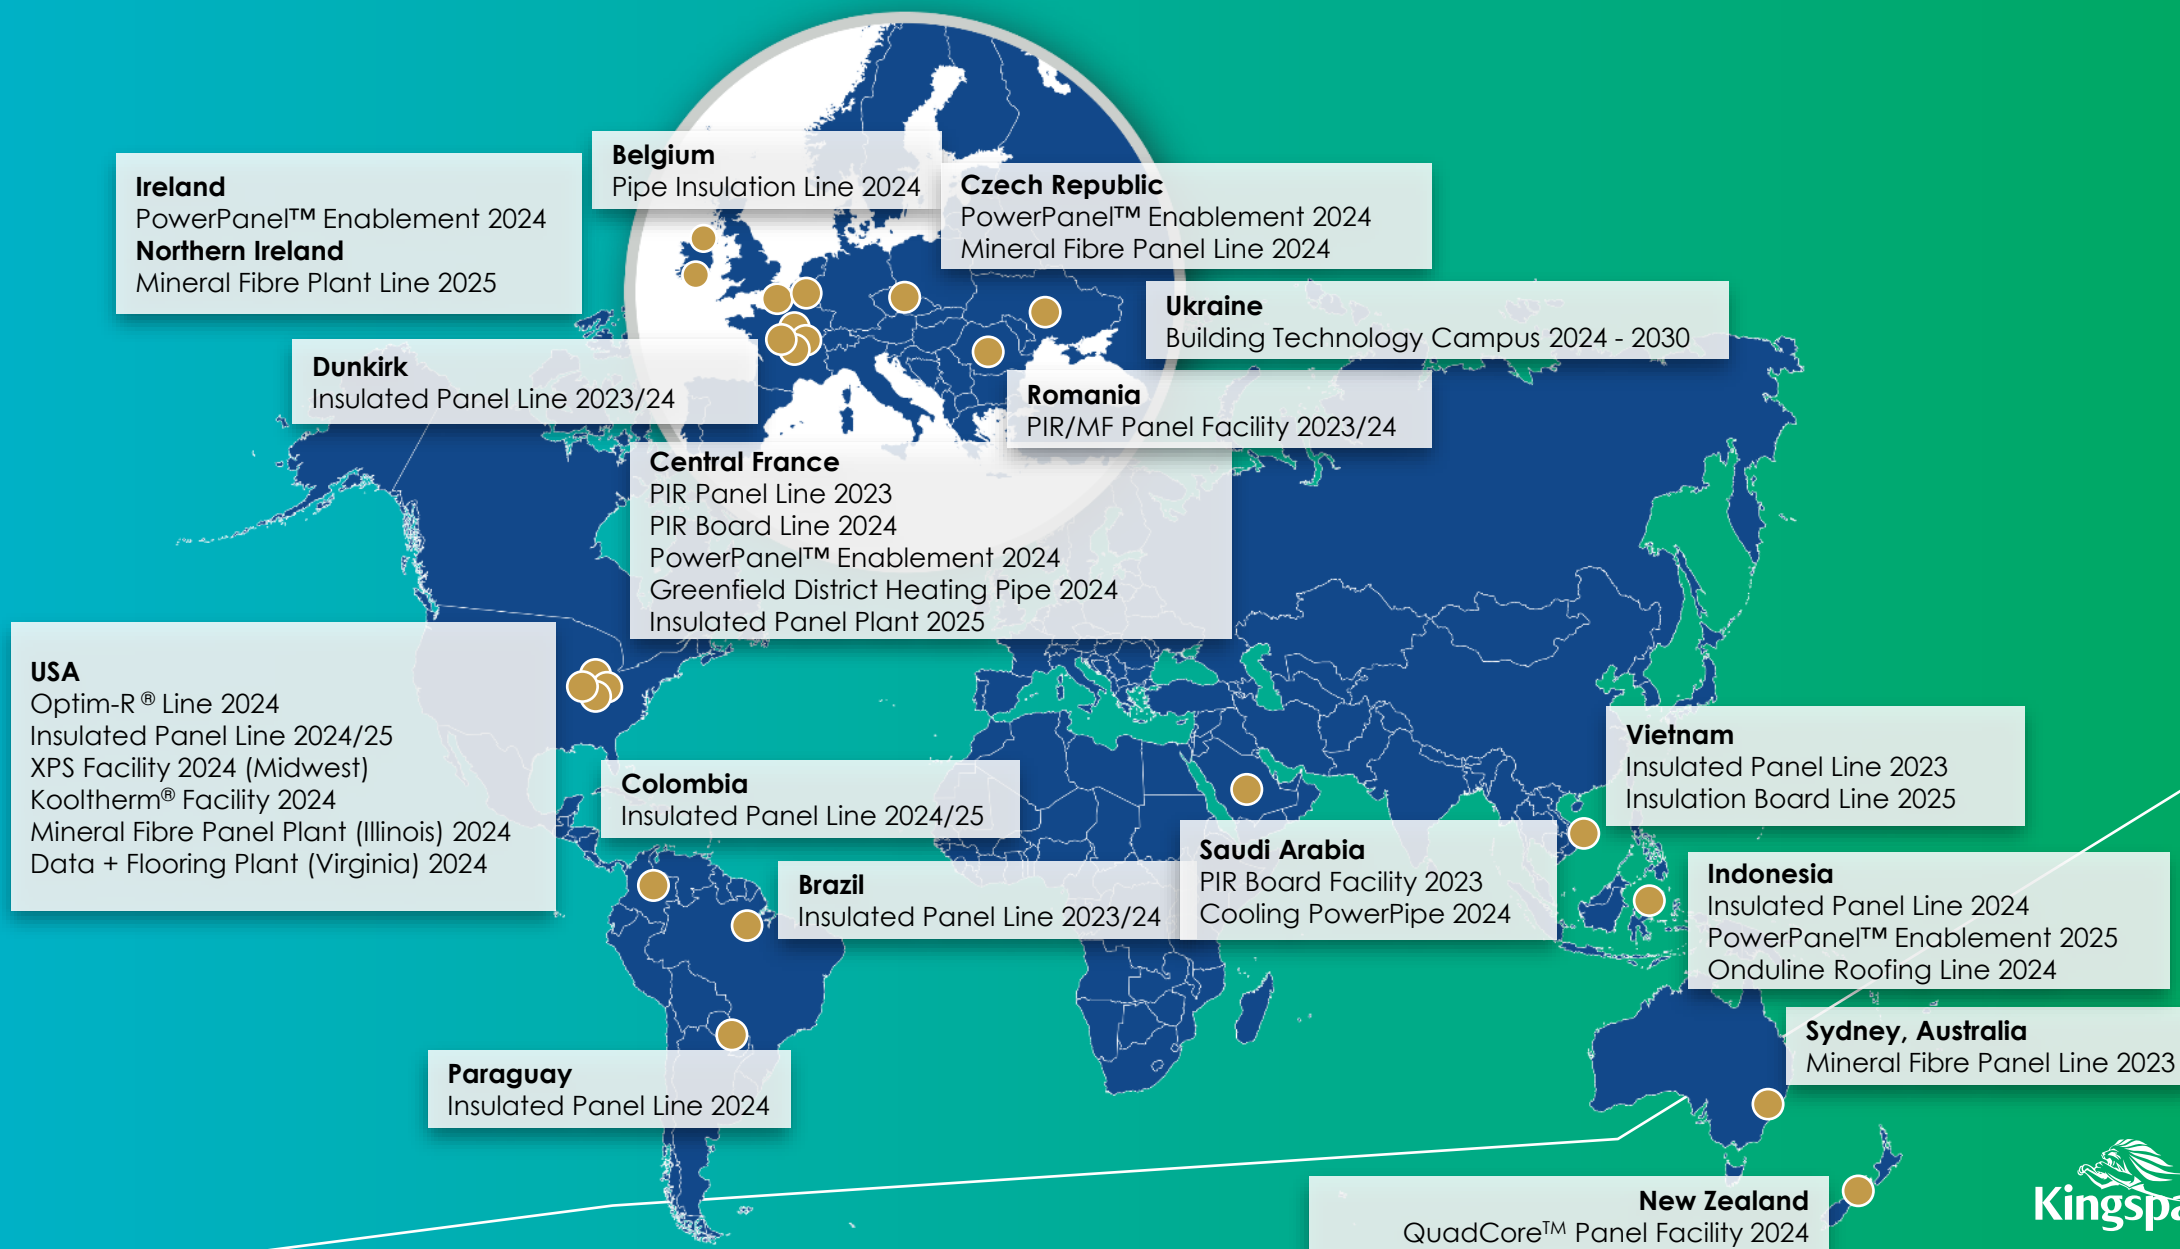 Belgium
Pipe Insulation Line 2024
Ireland
PowerPanel™ Enablement 2024
Northern Ireland
Mineral Fibre Plant Line 2025
Czech Republic
PowerPanel™ Enablement 2024
Mineral Fibre Panel Line 2024
Ukraine
Building Technology Campus 2024 - 2030
Dunkirk
Insulated Panel Line 2023/24
Romania
PIR/MF Panel Facility 2023/24
Central France
PIR Panel Line 2023
PIR Board Line 2024
PowerPanel™ Enablement 2024
Greenfield District Heating Pipe 2024
Insulated Panel Plant 2025
USA
Optim-R ® Line 2024
Insulated Panel Line 2024/25
XPS Facility 2024 (Midwest)
Kooltherm® Facility 2024
Mineral Fibre Panel Plant (Illinois) 2024
Data + Flooring Plant (Virginia) 2024
Colombia
Insulated Panel Line 2024/25
Brazil
Insulated Panel Line 2023/24
Saudi Arabia
PIR Board Facility 2023
Cooling PowerPipe 2024
Vietnam
Insulated Panel Line 2023
Insulation Board Line 2025
Indonesia
Insulated Panel Line 2024
PowerPanel™ Enablement 2025
Onduline Roofing Line 2024
Sydney, Australia
Mineral Fibre Panel Line 2023
Paraguay
Insulated Panel Line 2024
New Zealand
QuadCore™ Panel Facility 2024
Kingspa